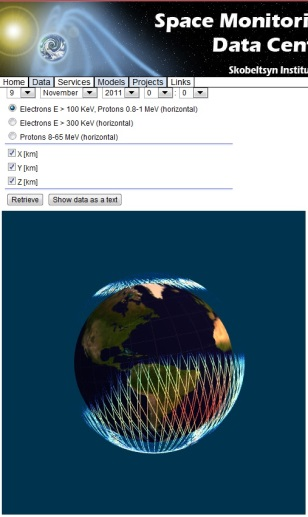 Space Monitori
Data Cent
Skobeltsyn Institu
Home Data Services Models Projects Links
9 November 2011 0 : 0
Electrons E > 100 KeV, Protons 0.8-1 MeV (horizontal)
Electrons E > 300 KeV (horizontal)
Protons 8-65 MeV (horizontal)
X [km]
Y [km]
Z [km]
Retrieve Show data as a text